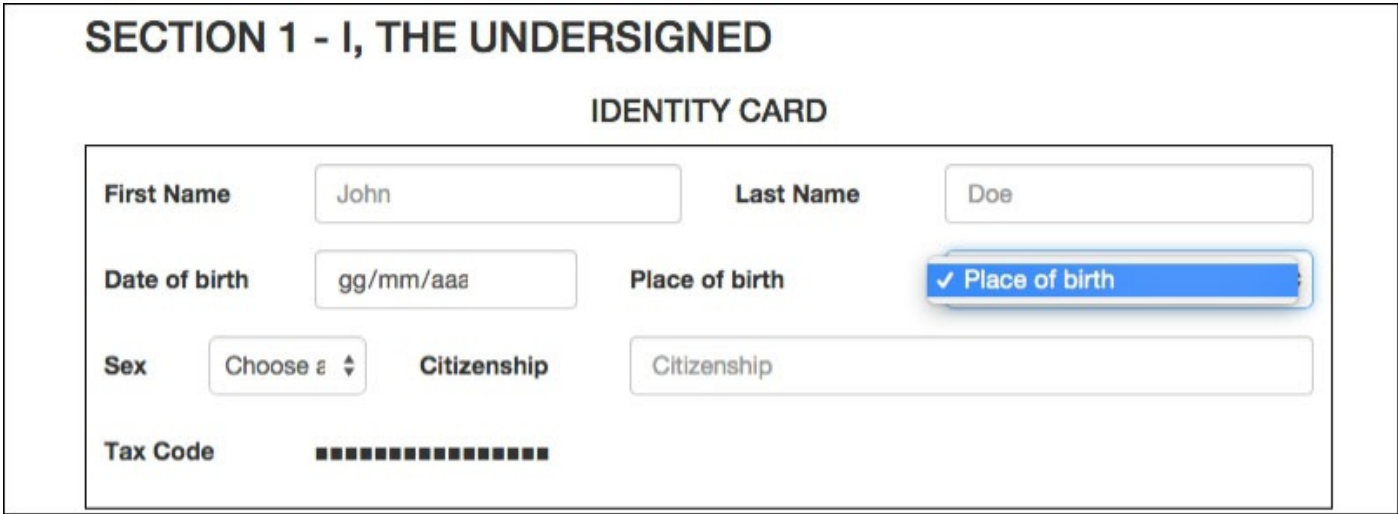 SECTION 1 - I, THE UNDERSIGNED
IDENTITY CARD
First Name John Last Name Doe
Date of birth gg/mm/aaa Place of birth ✓ Place of birth
Sex Choose a Citizenship Citizenship
Tax Code ▪▪▪▪▪▪▪▪▪▪▪▪▪▪▪▪